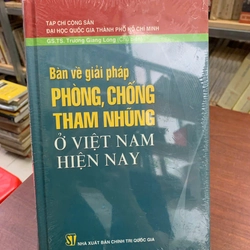 TẠP CHÍ CỘNG SẢN
ĐẠI HỌC QUỐC GIA THÀNH PHỐ HỒ CHÍ MINH
GS.TS. Trương Giang Long
Bàn về giải pháp
PHÒNG, CHỐNG
THAM NHŨNG
Ở VIỆT NAM
HIỆN NAY
NHÀ XUẤT BẢN CHÍNH TRỊ QUỐC GIA